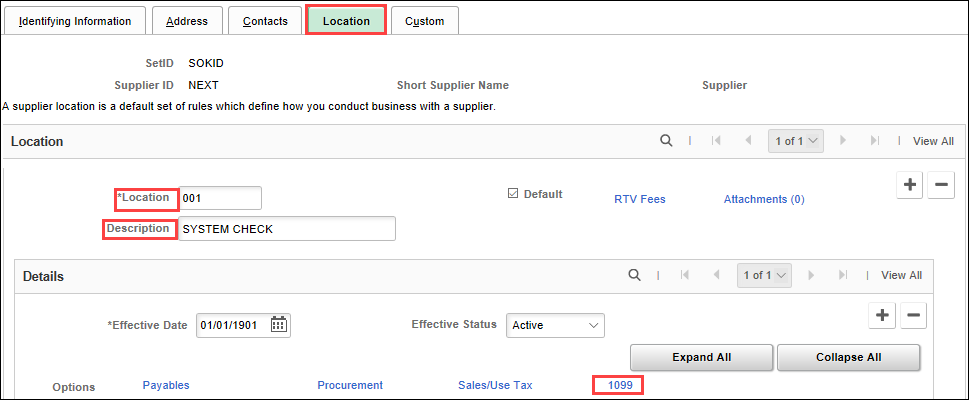 Identifying Information Address Contacts Location Custom
SetID SOKID
Supplier ID NEXT Short Supplier Name Supplier
A supplier location is a default set of rules which define how you conduct business with a supplier.
Location 1 of 1 View All
*Location 001 Default RTV Fees Attachments (0)
Description SYSTEM CHECK
Details 1 of 1 View All
*Effective Date 01/01/1901 Effective Status Active
Expand All Collapse All
Options Payables Procurement Sales/Use Tax 1099